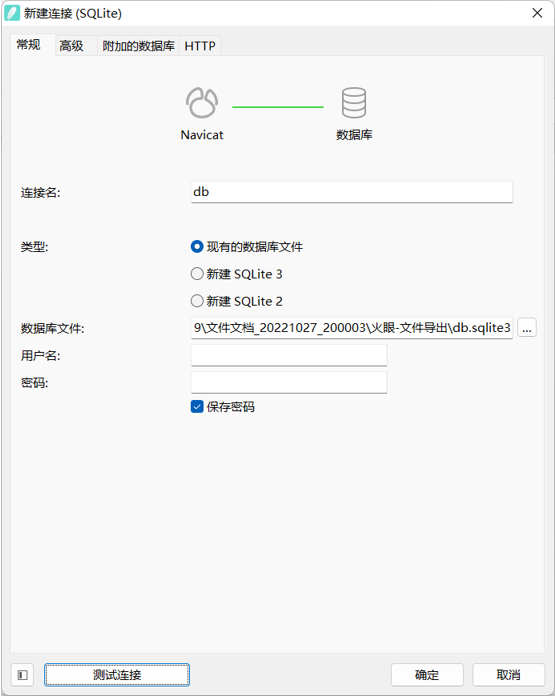 新建连接 (SQLite)
常规 高级 附加的数据库 HTTP
Navicat 数据库
连接名: db
类型: 现有的数据库文件
新建 SQLite 3
新建 SQLite 2
数据库文件: 9\文件文档_20221027_200003\火眼-文件导出\db.sqlite3 ...
用户名:
密码:
保存密码
测试连接 确定 取消